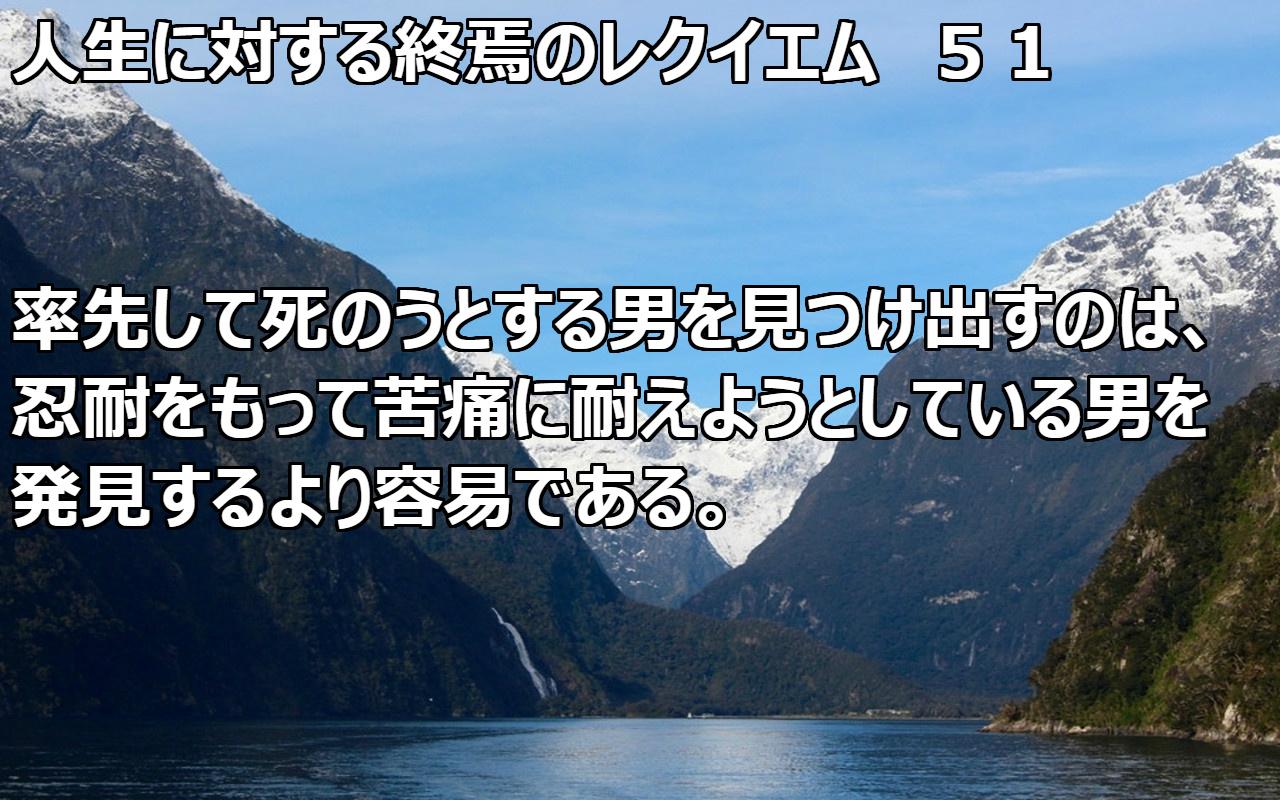 人生に対する終焉のレクイエム　５１
率先して死のうとする男を見つけ出すのは、
忍耐をもって苦痛に耐えようとしている男を
発見するより容易である。